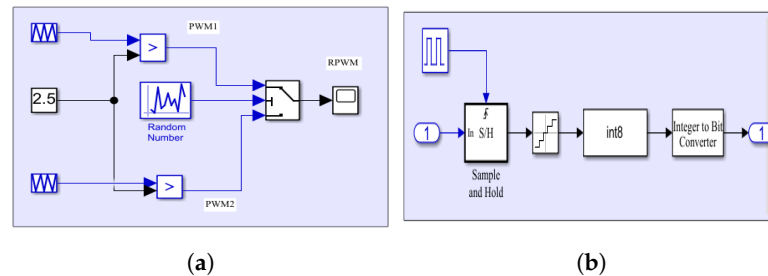 PWM1
>
RPWM
2.5
Random
Number
>
PWM2
(a)
1
In S/H
int8
Integer to Bit
Converter
1
Sample
and Hold
(b)